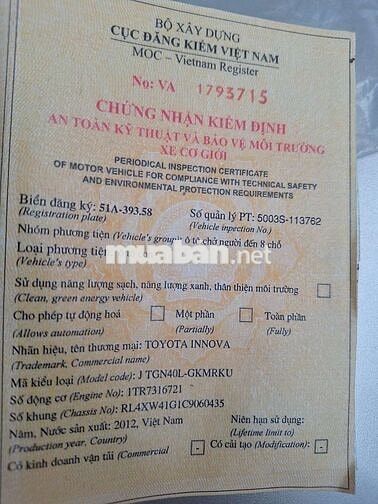 BỘ XÂY DỰNG
CỤC ĐĂNG KIỂM VIỆT NAM
MOC – Vietnam Register
No: VA 1793715
CHỨNG NHẬN KIỂM ĐỊNH
AN TOÀN KỸ THUẬT VÀ BẢO VỆ MÔI TRƯỜNG
XE CƠ GIỚI
PERIODICAL INSPECTION CERTIFICATE
OF MOTOR VEHICLE FOR COMPLIANCE WITH TECHNICAL SAFETY
AND ENVIRONMENTAL PROTECTION REQUIREMENTS
Biển đăng ký: 51A-393.58 Số quản lý PT: 5003S-113762
(Registration plate) (Vehicle inpection No.)
Nhóm phương tiện (Vehicle's group): ô tô chở người đến 8 chỗ
Loại phương tiện
(Vehicle's type)
muaban.net
Sử dụng năng lượng sạch, năng lượng xanh, thân thiện môi trường
(Clean, green energy vehicle)
Cho phép tự động hoá Một phần Toàn phần
(Allows automation) (Partially) (Fully)
Nhãn hiệu, tên thương mại: TOYOTA INNOVA
(Trademark, Commercial name)
Mã kiểu loại (Model code): J TGN40L-GKMRKU
Số động cơ (Engine No): 1TR7316721
Số khung (Chassis No): RL4XW41G1C9060435
Năm, Nước sản xuất: 2012, Việt Nam Niên hạn sử dụng:
(Production year, Country) (Lifetime limit to)
Có kinh doanh vận tải (Commercial - Có cải tạo (Modification): -